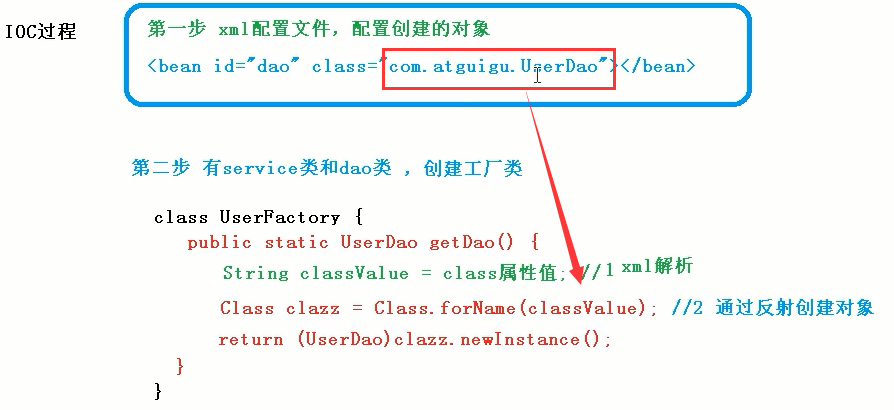 IOC过程
第一步 xml配置文件，配置创建的对象
<bean id="dao" class="com.atguigu.UserDao"></bean>
第二步 有service类和dao类 ，创建工厂类
class UserFactory {
public static UserDao getDao() {
String classValue = class属性值; //1 xml解析
Class clazz = Class.forName(classValue); //2 通过反射创建对象
return (UserDao)clazz.newInstance();
}
}